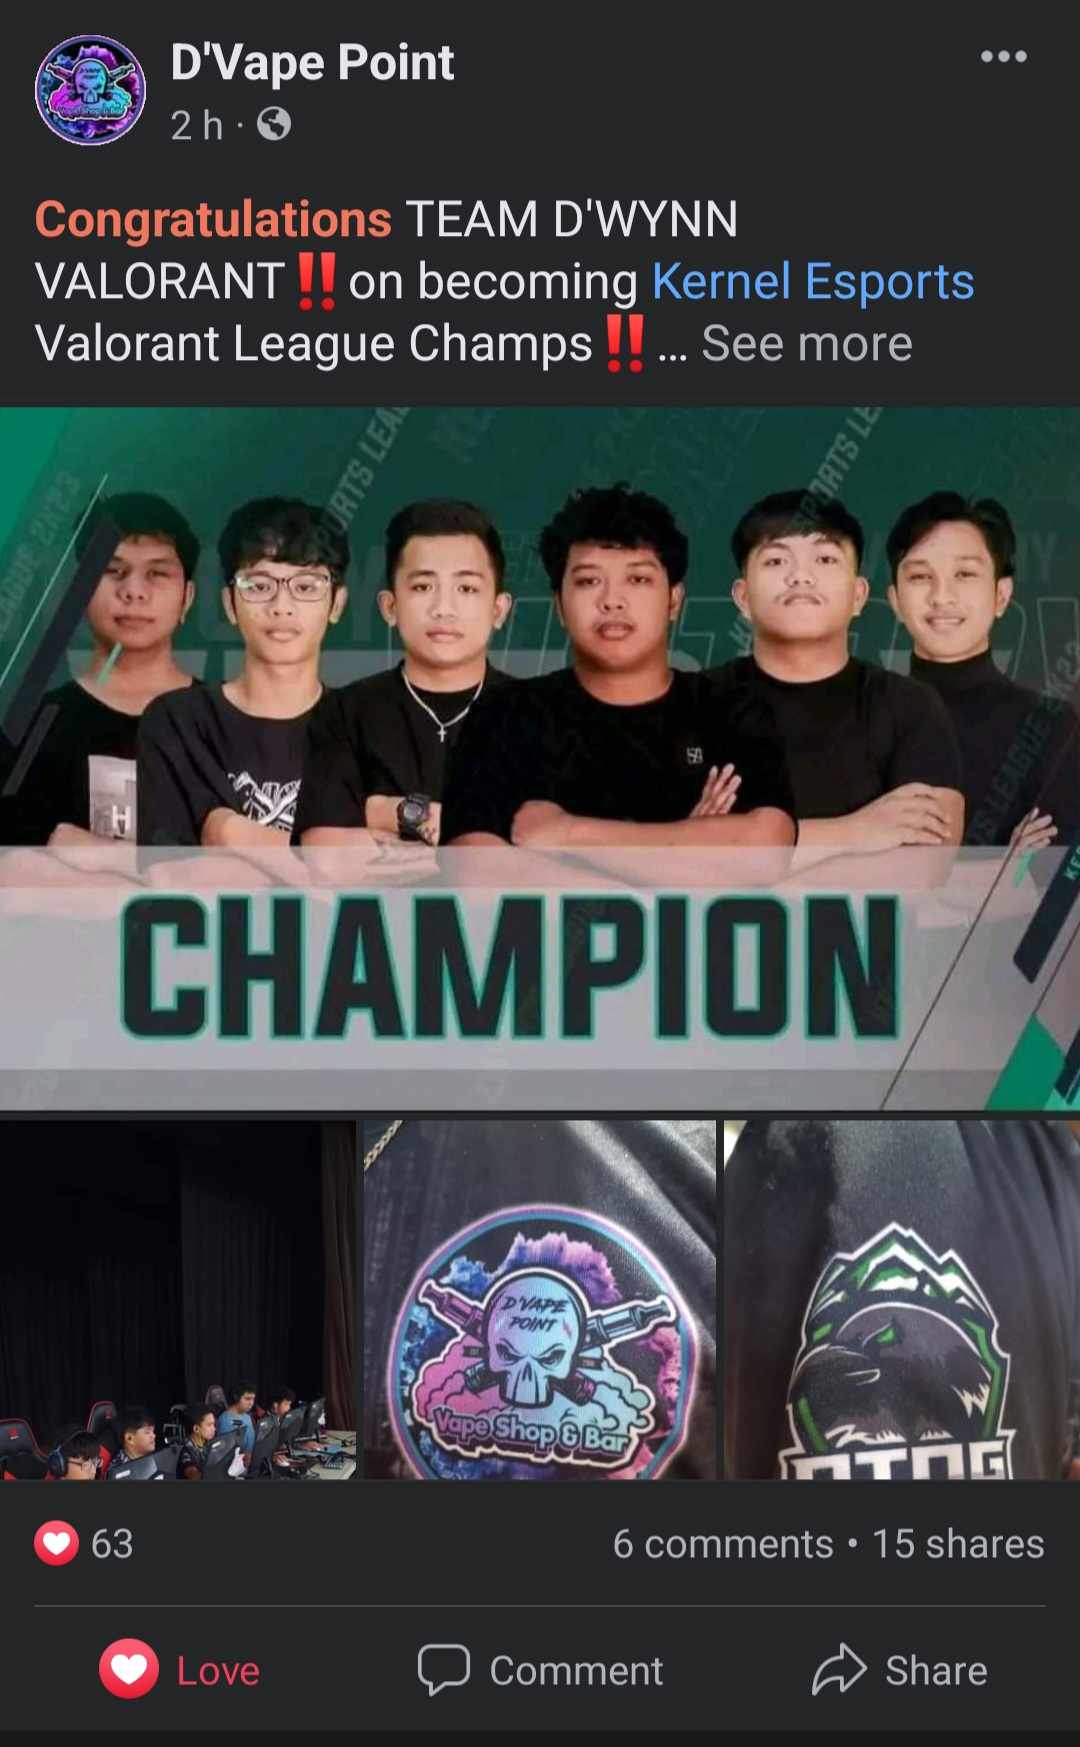 D'Vape Point
2 h ·
Congratulations TEAM D'WYNN
VALORANT‼️on becoming Kernel Esports
Valorant League Champs‼️... See more
CHAMPION
D'VAPE
POINT
Vape Shop & Bar
63
6 comments • 15 shares
Love
Comment
Share